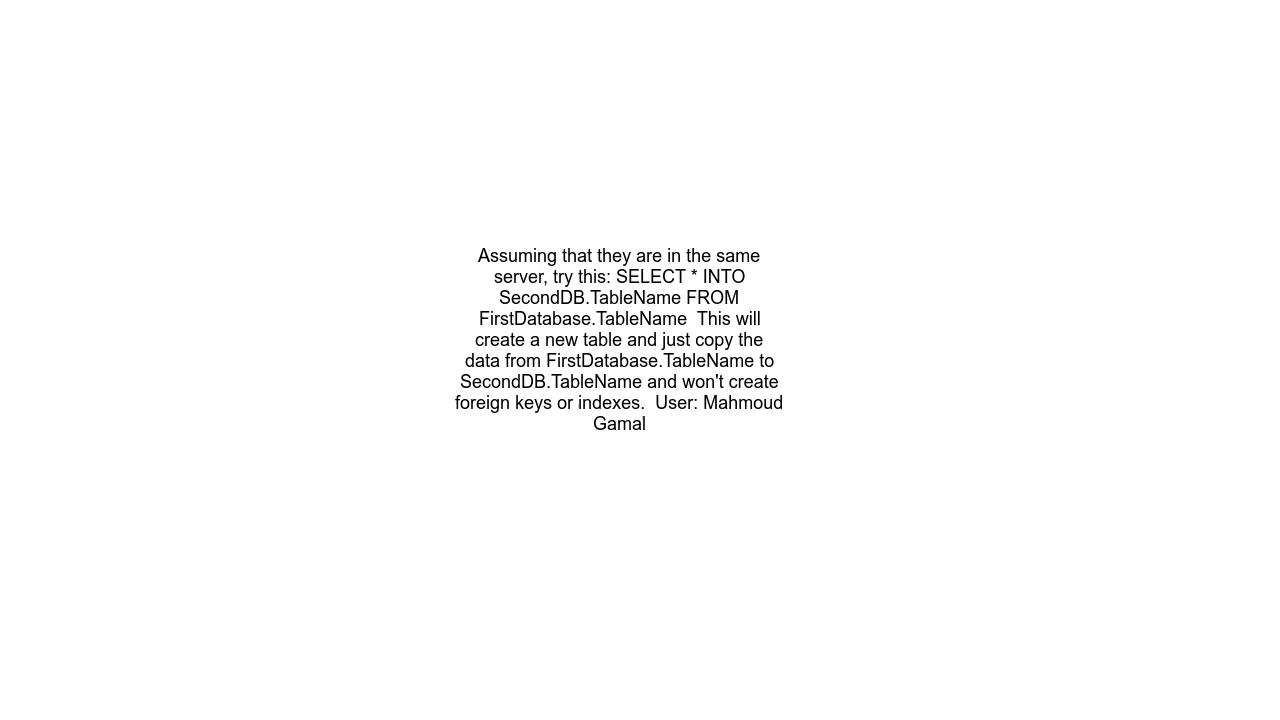 Assuming that they are in the same
server, try this: SELECT * INTO
SecondDB.TableName FROM
FirstDatabase.TableName  This will
create a new table and just copy the
data from FirstDatabase.TableName to
SecondDB.TableName and won't create
foreign keys or indexes.  User: Mahmoud
Gamal